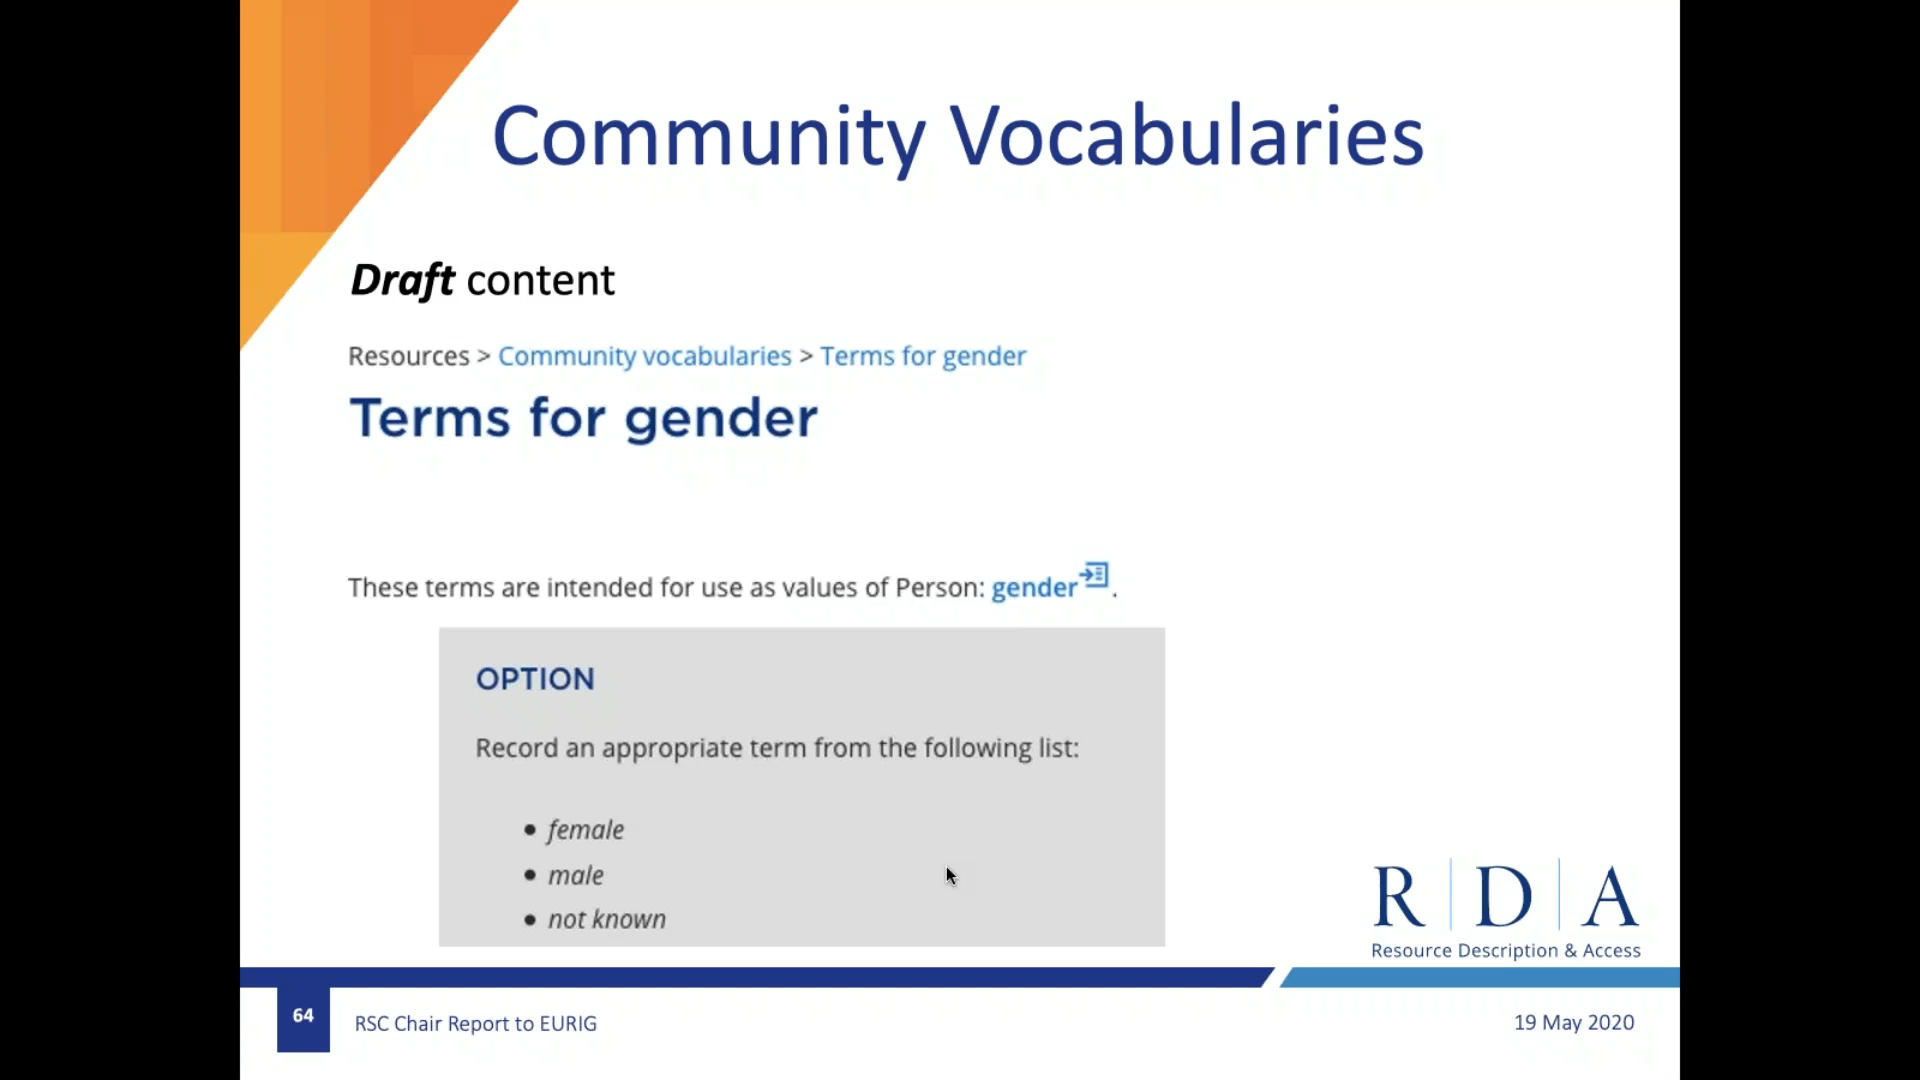 Community Vocabularies
Draft content
Resources > Community vocabularies > Terms for gender
Terms for gender
These terms are intended for use as values of Person: gender.
OPTION
Record an appropriate term from the following list:
• female
• male
• not known
R D A
Resource Description & Access
64
RSC Chair Report to EURIG
19 May 2020